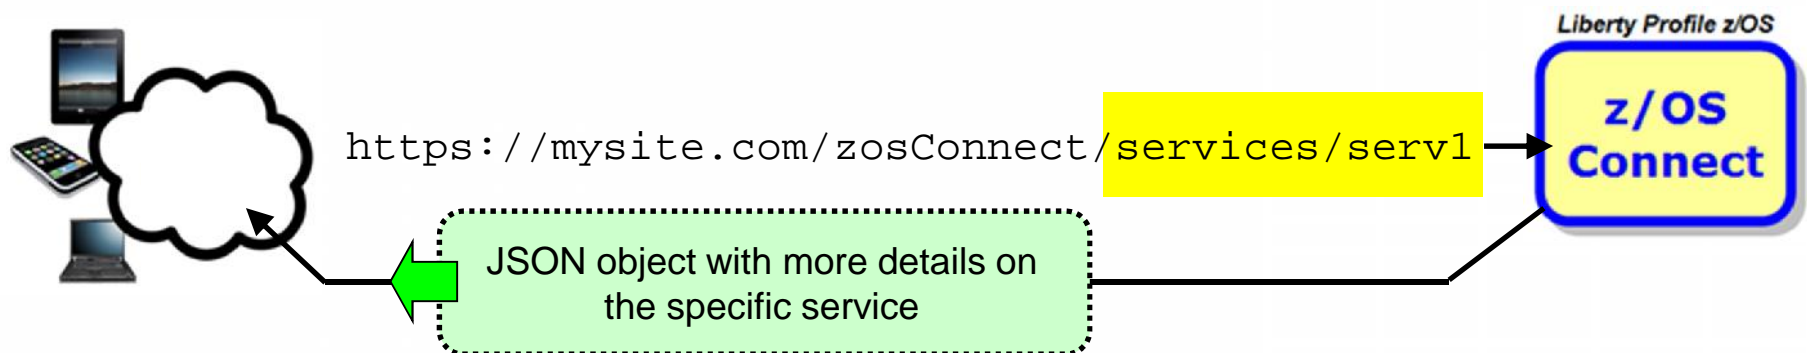 Liberty Profile z/OS
z/OS
Connect
https://mysite.com/zosConnect/services/serv1
JSON object with more details on
the specific service